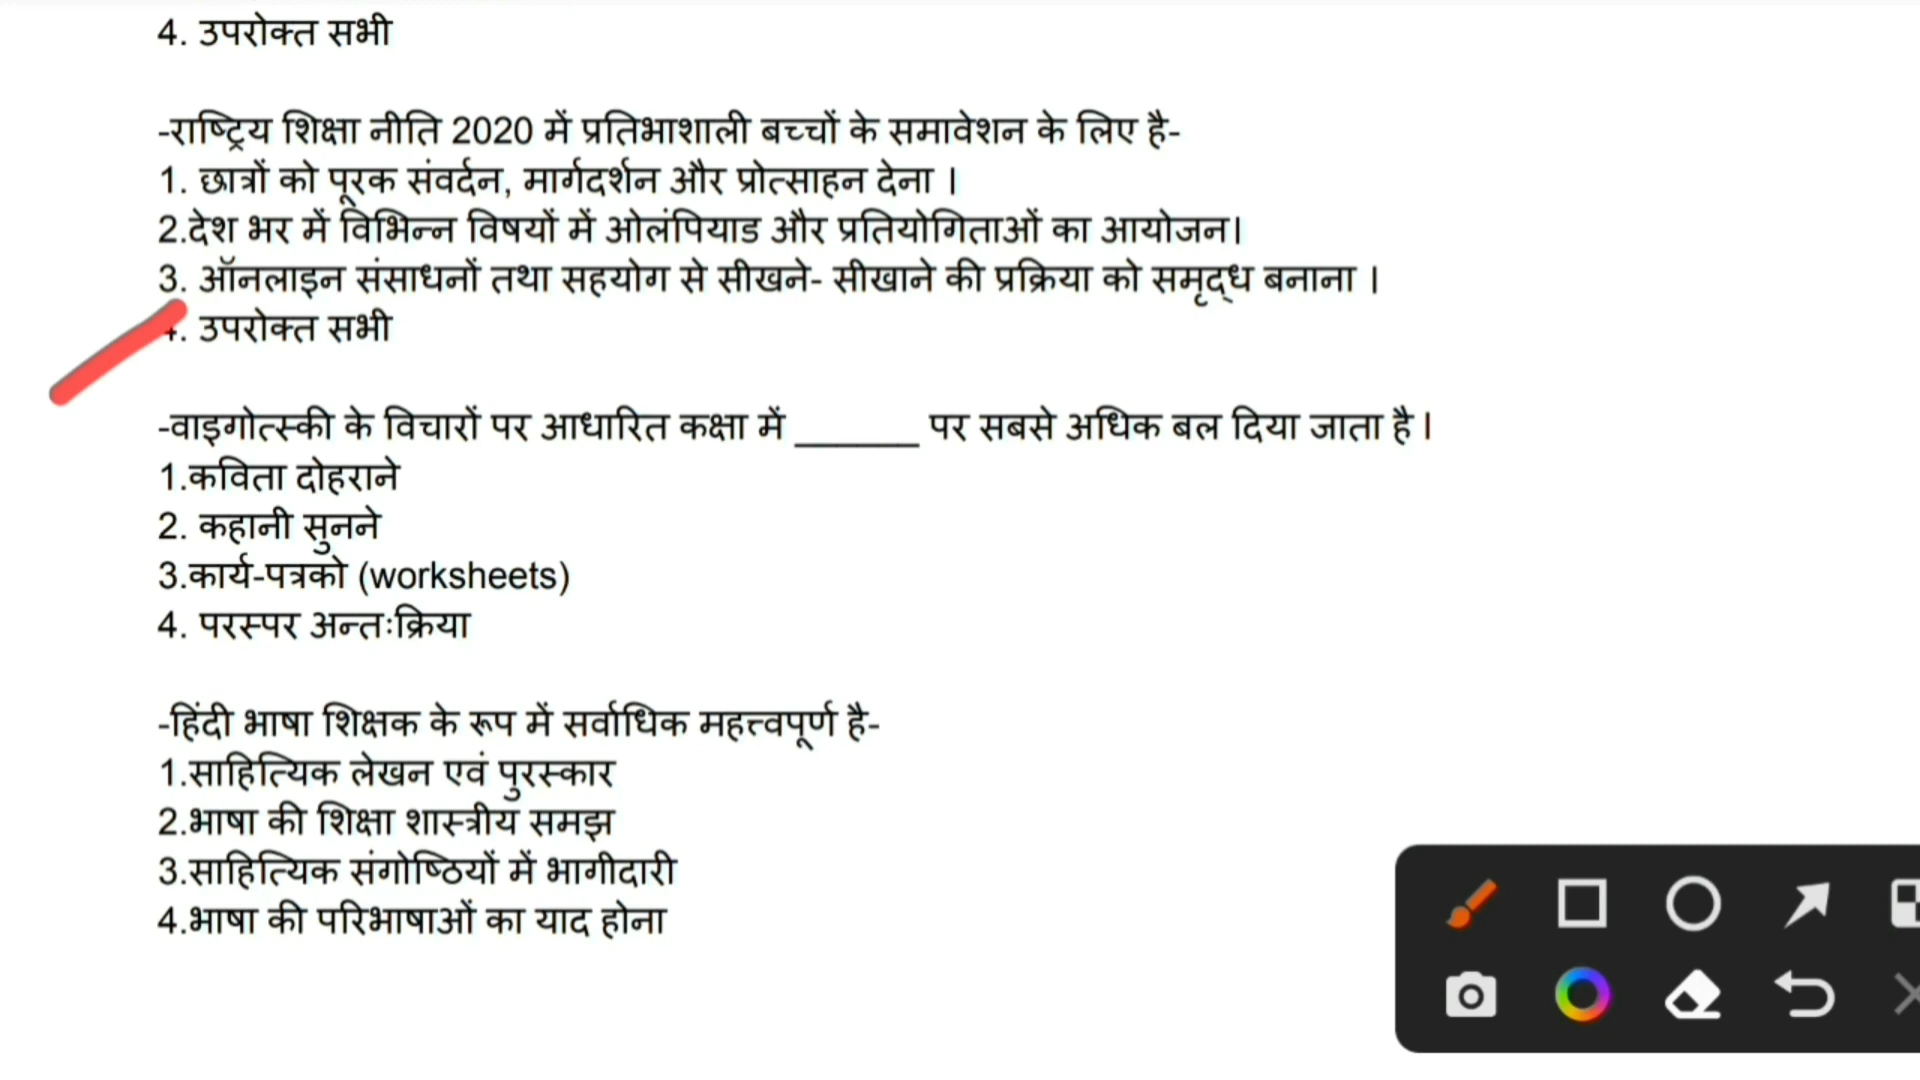 4. उपरोक्त सभी
-राष्ट्रिय शिक्षा नीति 2020 में प्रतिभाशाली बच्चों के समावेशन के लिए है-
1. छात्रों को पूरक संवर्दन, मार्गदर्शन और प्रोत्साहन देना ।
2.देश भर में विभिन्न विषयों में ओलंपियाड और प्रतियोगिताओं का आयोजन।
3. ऑनलाइन संसाधनों तथा सहयोग से सीखने- सीखाने की प्रक्रिया को समृद्ध बनाना ।
4. उपरोक्त सभी
-वाइगोत्स्की के विचारों पर आधारित कक्षा में ______ पर सबसे अधिक बल दिया जाता है ।
1.कविता दोहराने
2. कहानी सुनने
3.कार्य-पत्रको (worksheets)
4. परस्पर अन्तःक्रिया
-हिंदी भाषा शिक्षक के रूप में सर्वाधिक महत्त्वपूर्ण है-
1.साहित्यिक लेखन एवं पुरस्कार
2.भाषा की शिक्षा शास्त्रीय समझ
3.साहित्यिक संगोष्ठियों में भागीदारी
4.भाषा की परिभाषाओं का याद होना